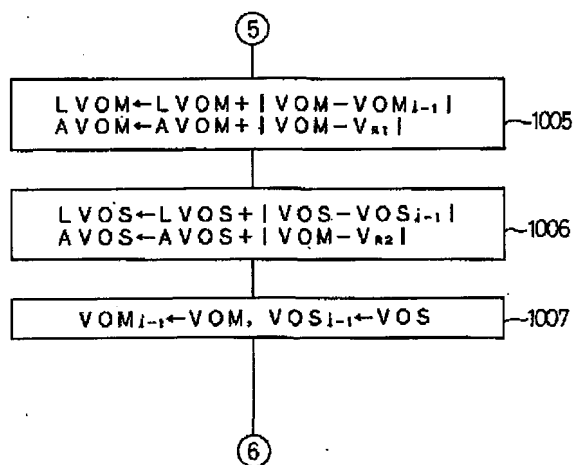 5
LVOM←LVOM+|VOM−VOMi-1|
AVOM←AVOM+|VOM−VR1|
1005
LVOS←LVOS+|VOS−VOSi-1|
AVOS←AVOS+|VOM−VR2|
1006
VOMi-1←VOM, VOSi-1←VOS
1007
6